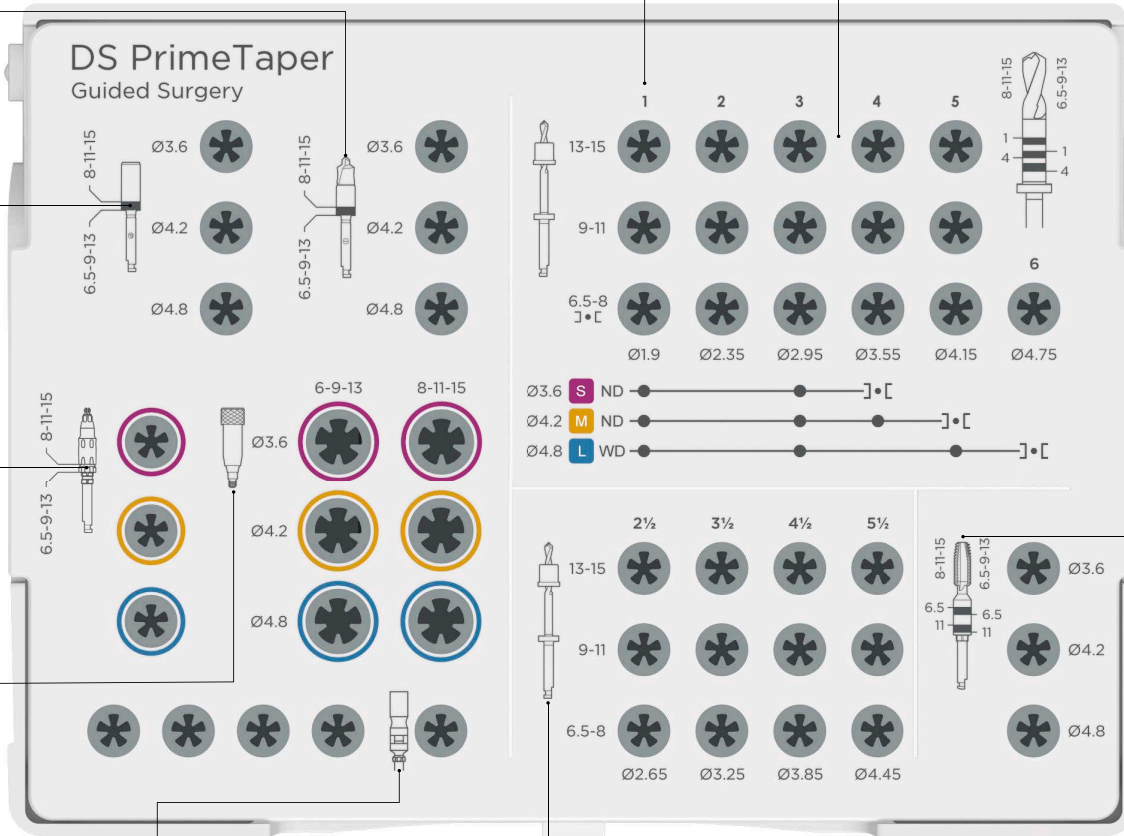 DS PrimeTaper
Guided Surgery
8-11-15
6.5-9-13
Ø3.6
Ø4.2
Ø4.8
8-11-15
6.5-9-13
Ø3.6
Ø4.2
Ø4.8
1 2 3 4 5
13-15
9-11
6.5-8
Ø1.9 Ø2.35 Ø2.95 Ø3.55 Ø4.15 Ø4.75
8-11-15
6.5-9-13
1
1
4
4
6
Ø3.6 S ND
Ø4.2 M ND
Ø4.8 L WD
8-11-15
6.5-9-13
6-9-13 8-11-15
Ø3.6
Ø4.2
Ø4.8
2½ 3½ 4½ 5½
13-15
9-11
6.5-8
Ø2.65 Ø3.25 Ø3.85 Ø4.45
8-11-15
6.5-9-13
6.5
6.5
11
11
Ø3.6
Ø4.2
Ø4.8